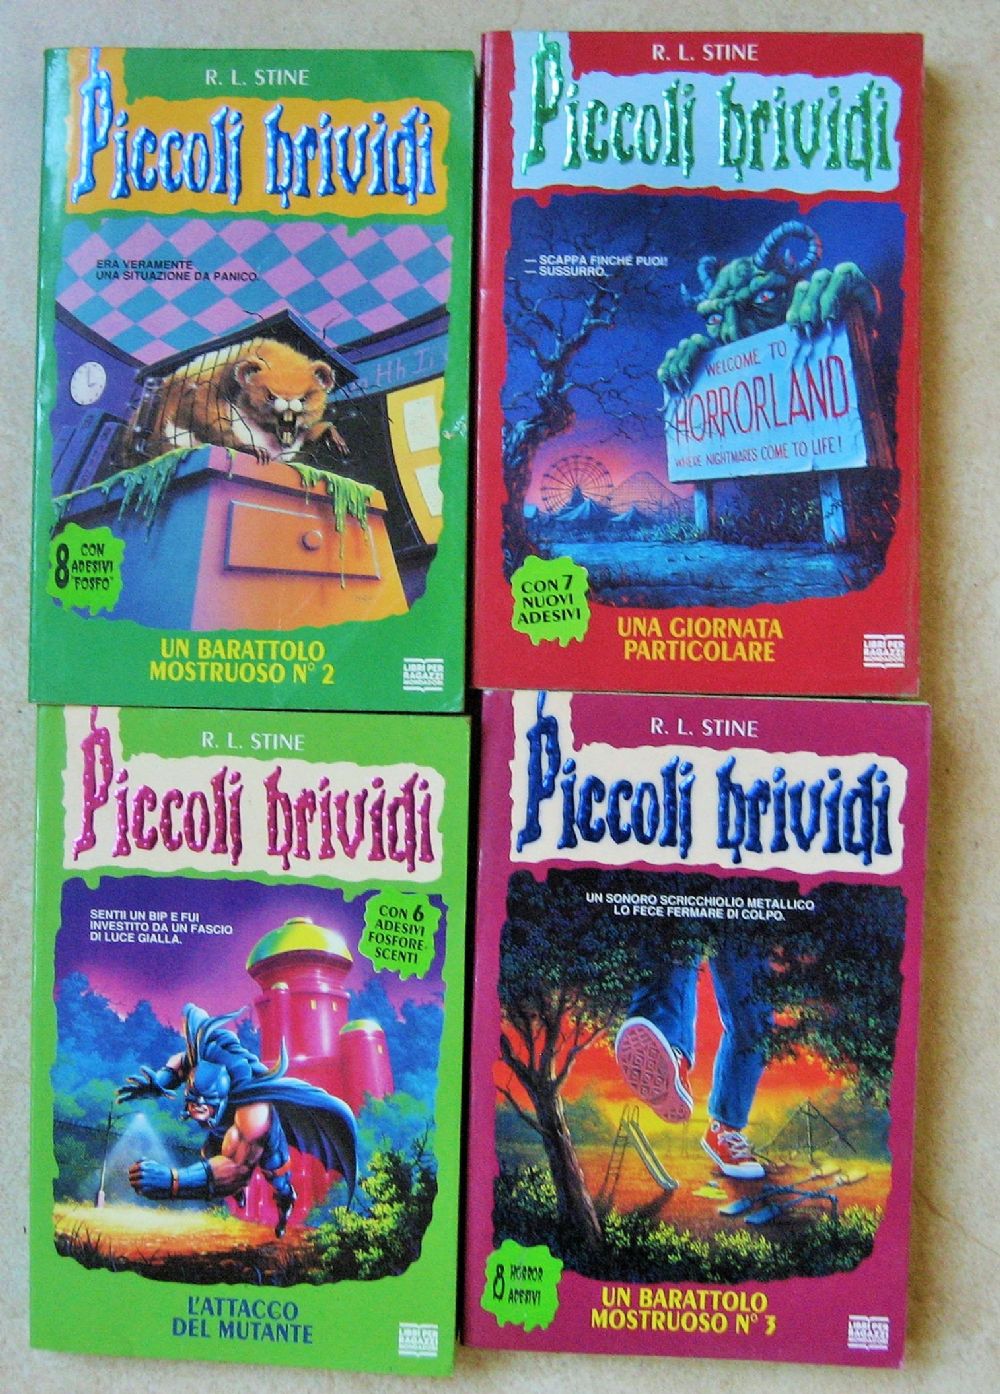 R. L. STINE
Piccoli brividi
ERA VERAMENTE
UNA SITUAZIONE DA PANICO.
Hh Ii
8 CON
ADESIVI
"FOSFO"
UN BARATTOLO
MOSTRUOSO N° 2
LIBRI PER
RAGAZZI
MONDADORI
R. L. STINE
Piccoli brividi
— SCAPPA FINCHÉ PUOI!
— SUSSURRÒ.
WELCOME TO
HORRORLAND
WHERE NIGHTMARES COME TO LIFE!
CON 7
NUOVI
ADESIVI
UNA GIORNATA
PARTICOLARE
LIBRI PER
RAGAZZI
MONDADORI
R. L. STINE
Piccoli brividi
SENTII UN BIP E FUI
INVESTITO DA UN FASCIO
DI LUCE GIALLA.
CON 6
ADESIVI
FOSFORE-
SCENTI
L'ATTACCO
DEL MUTANTE
LIBRI PER
RAGAZZI
MONDADORI
R. L. STINE
Piccoli brividi
UN SONORO SCRICCHIOLIO METALLICO
LO FECE FERMARE DI COLPO.
8 HORROR
ADESIVI
UN BARATTOLO
MOSTRUOSO N° 3
LIBRI PER
RAGAZZI
MONDADORI